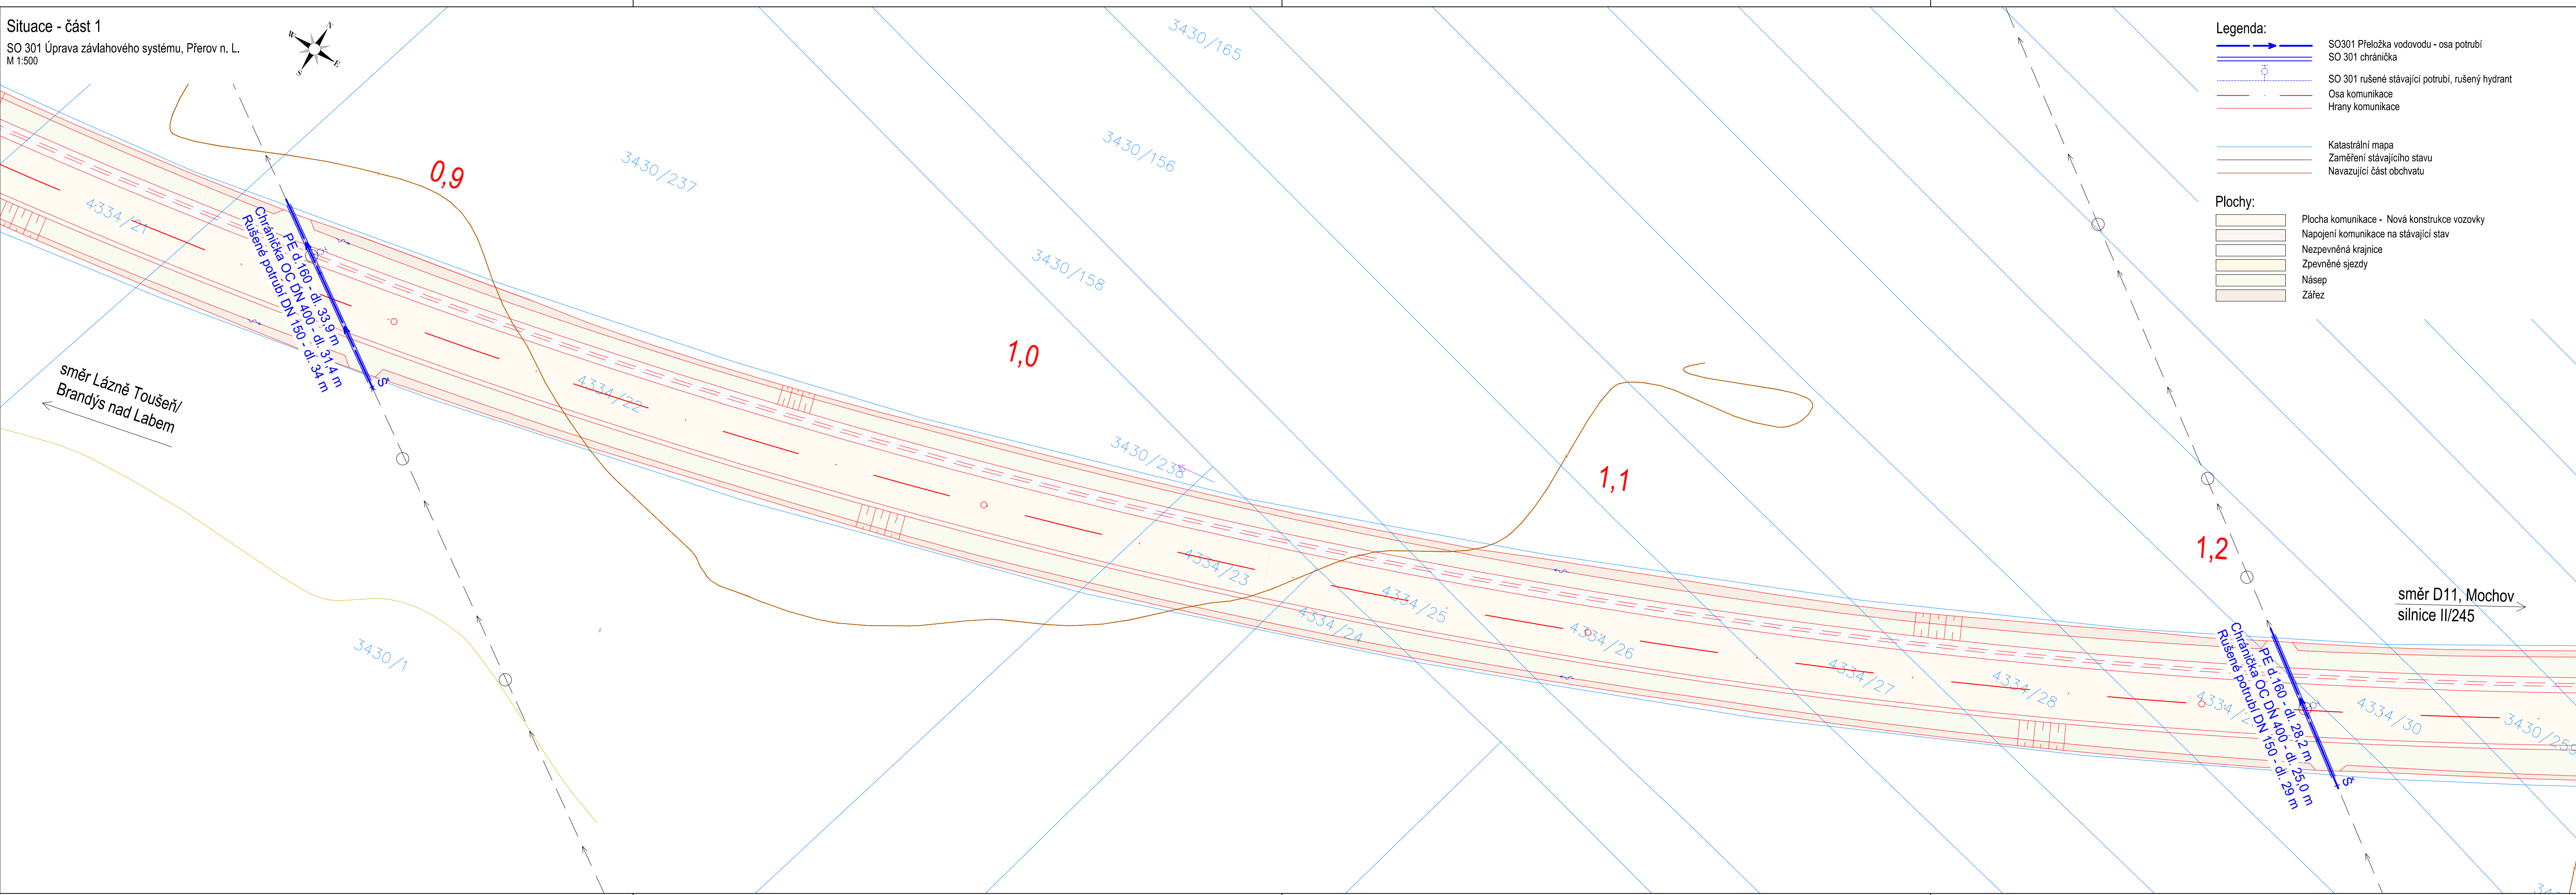 Situace - část 1
SO 301 Úprava závlahového systému, Přerov n. L.
M 1:500
N
W
E
S
3430/165
3430/156
3430/237
3430/158
0,9
4334/21
PE d.160 - dl. 33,9 m
Chránička OC DN 400 - dl. 31,4 m
Rušené potrubí DN 150 - dl. 34 m
Š
směr Lázně Toušeň/
Brandýs nad Labem
1,0
4334/22
3430/238
1,1
3430/1
4334/23
4334/24
4334/25
4334/26
4334/27
4334/28
1,2
směr D11, Mochov
silnice II/245
PE d.160 - dl. 28,2 m
Chránička OC DN 400 - dl. 25,0 m
Rušené potrubí DN 150 - dl. 29 m
Š
4334/30
3430/259
Legenda:
SO301 Přeložka vodovodu - osa potrubí
SO 301 chránička
SO 301 rušené stávající potrubí, rušený hydrant
Osa komunikace
Hrany komunikace
Katastrální mapa
Zaměření stávajícího stavu
Navazující část obchvatu
Plochy:
Plocha komunikace - Nová konstrukce vozovky
Napojení komunikace na stávající stav
Nezpevněná krajnice
Zpevněné sjezdy
Násep
Zářez